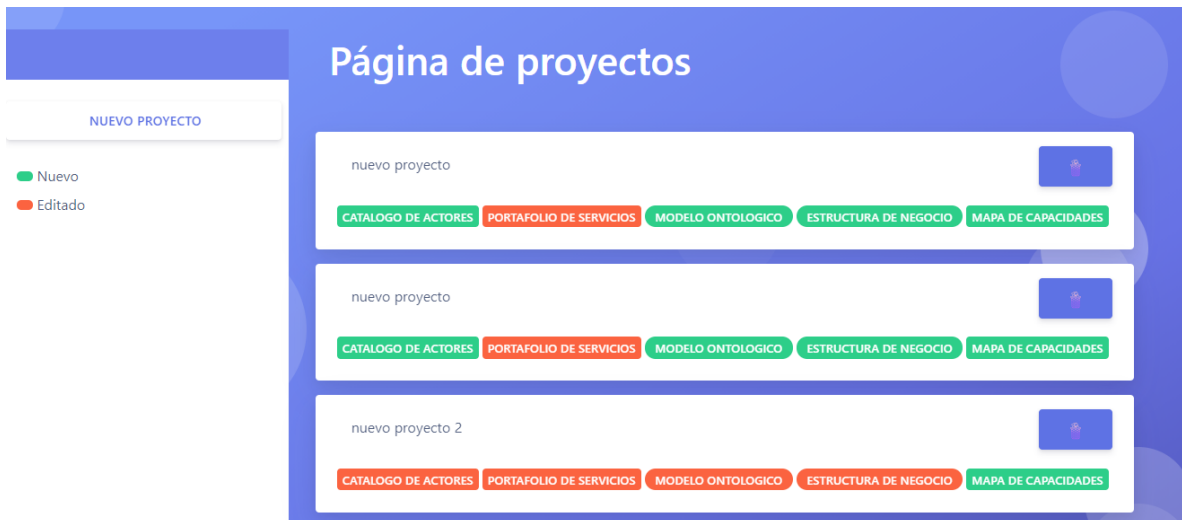 Página de proyectos
NUEVO PROYECTO
Nuevo
Editado
nuevo proyecto
CATALOGO DE ACTORES PORTAFOLIO DE SERVICIOS MODELO ONTOLOGICO ESTRUCTURA DE NEGOCIO MAPA DE CAPACIDADES
nuevo proyecto
CATALOGO DE ACTORES PORTAFOLIO DE SERVICIOS MODELO ONTOLOGICO ESTRUCTURA DE NEGOCIO MAPA DE CAPACIDADES
nuevo proyecto 2
CATALOGO DE ACTORES PORTAFOLIO DE SERVICIOS MODELO ONTOLOGICO ESTRUCTURA DE NEGOCIO MAPA DE CAPACIDADES